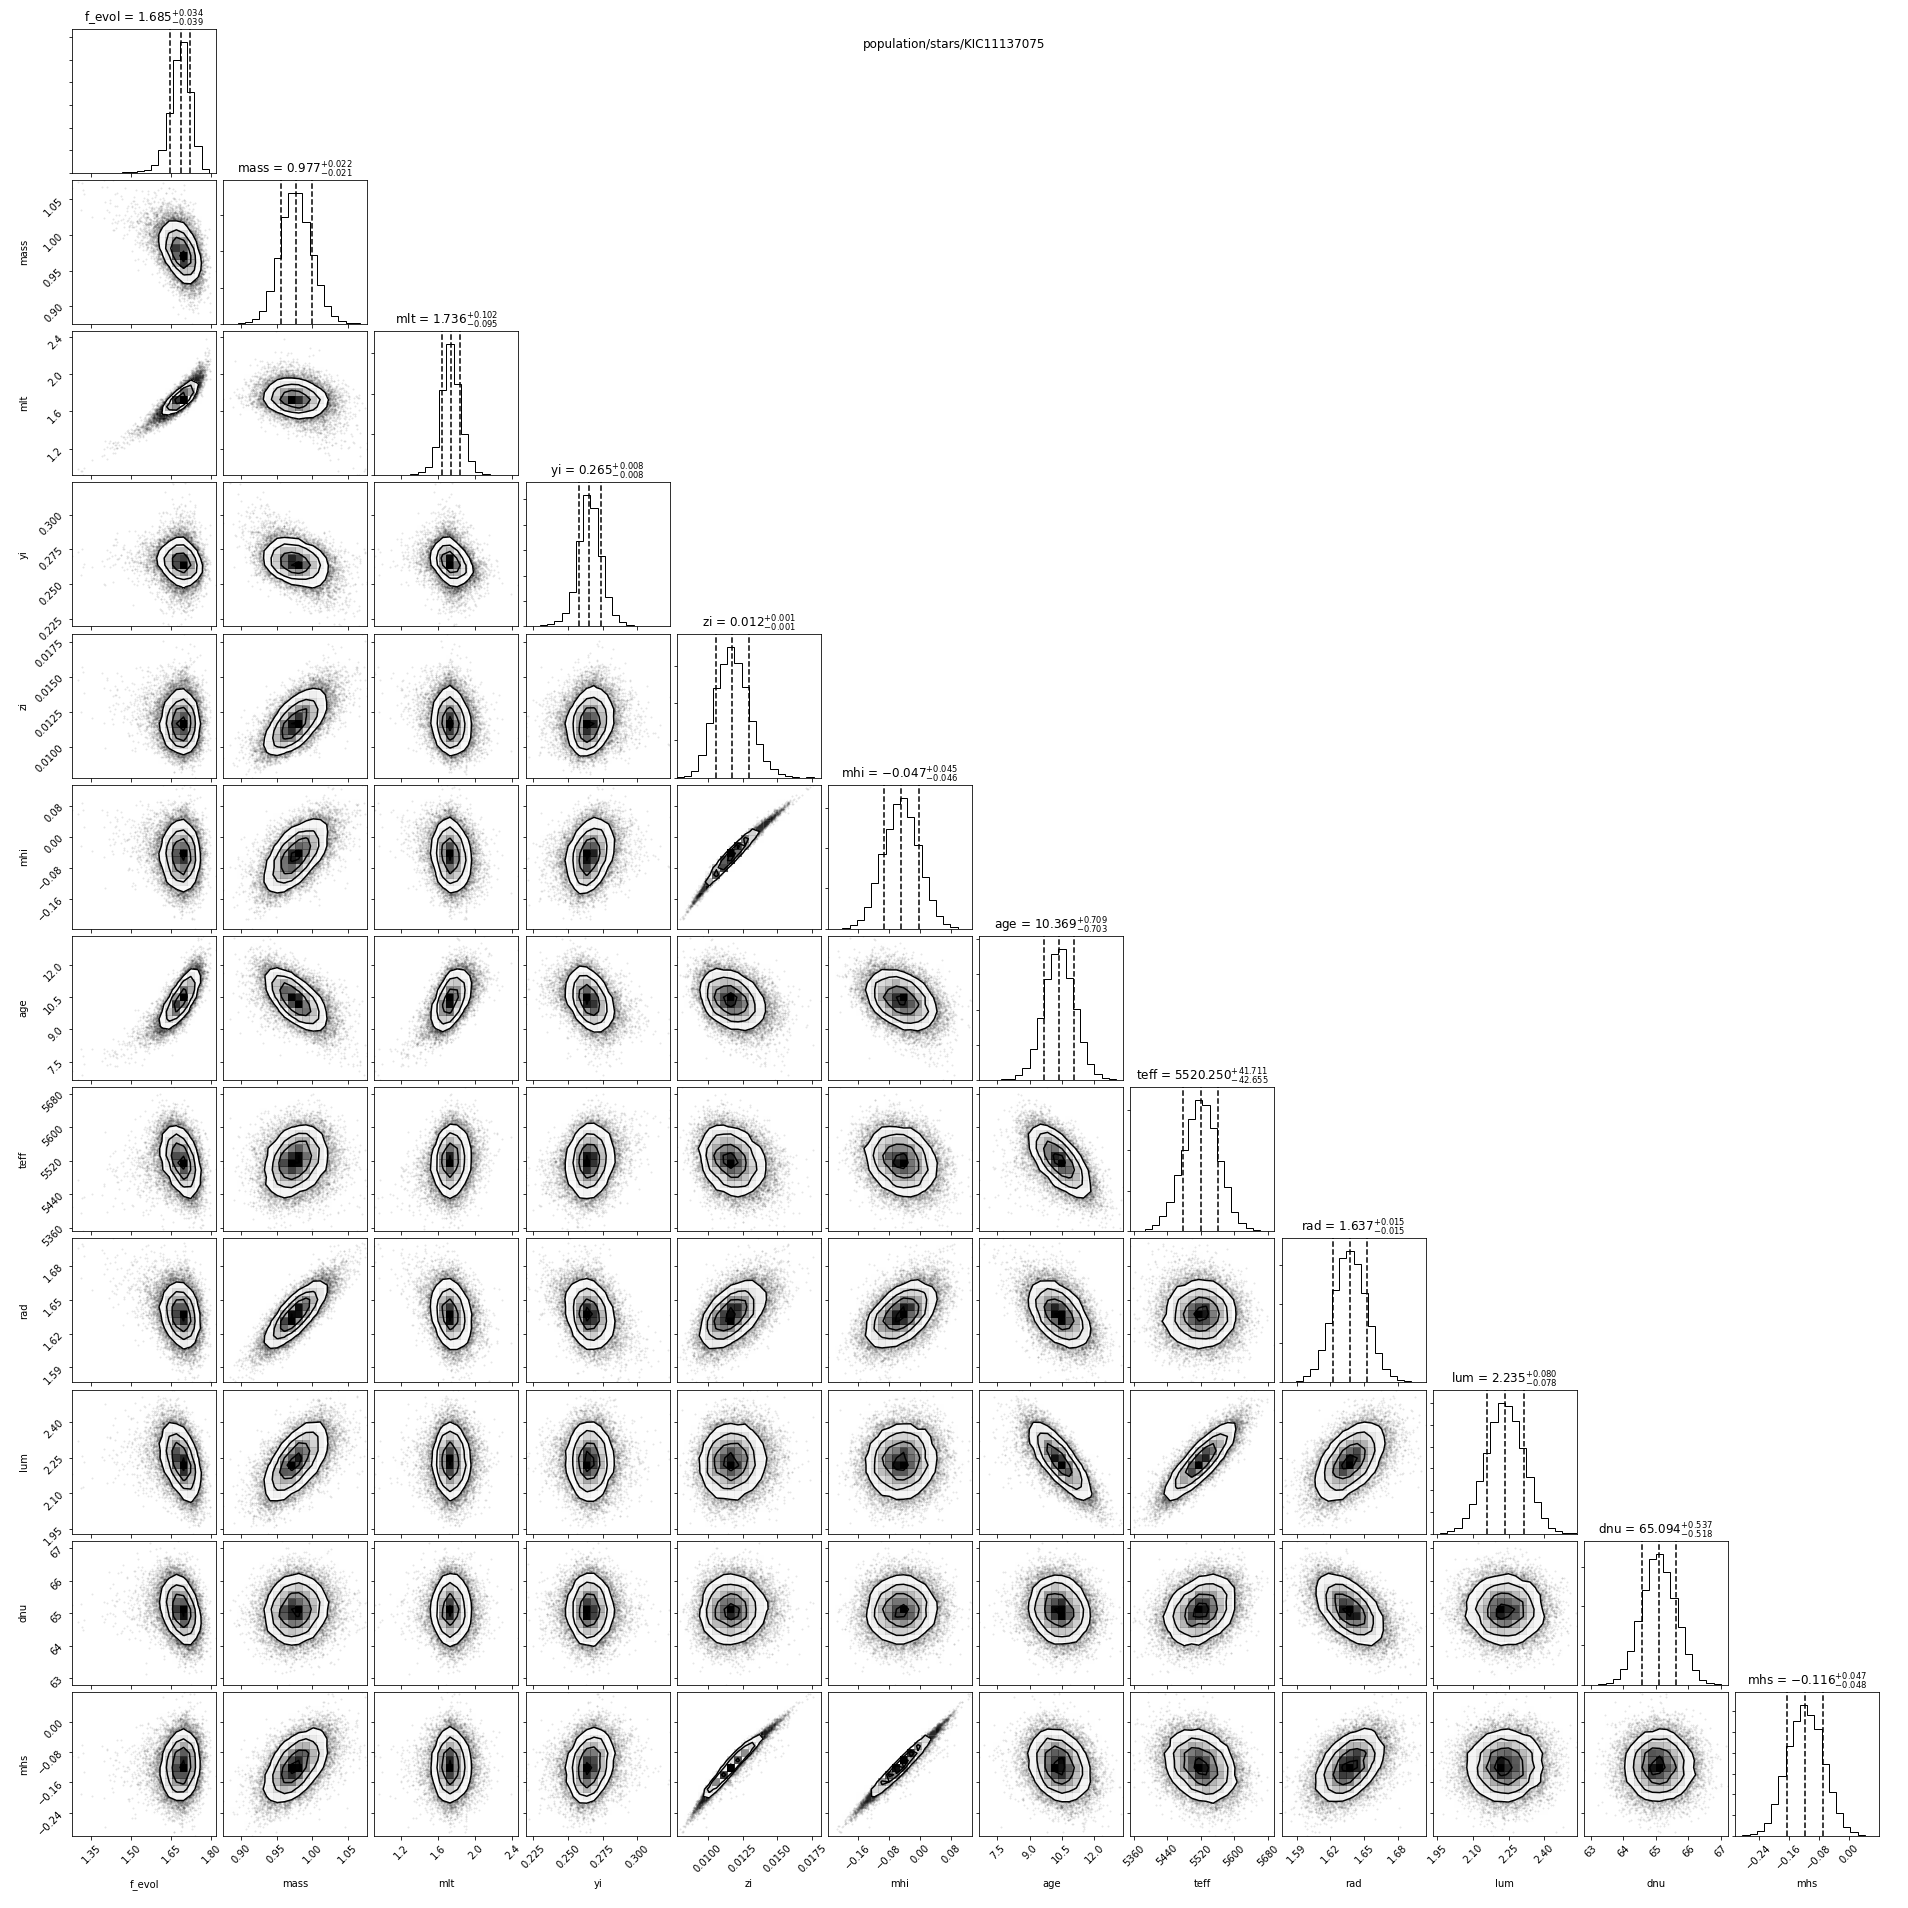 f_evol = 1.685+0.034−0.039
population/stars/KIC11137075
mass = 0.977+0.022−0.021
1.05
1.00
0.95
0.90
mass
mlt = 1.736+0.102−0.095
2.4
2.0
1.6
1.2
mlt
yi = 0.265+0.008−0.008
0.300
0.275
0.250
0.225
yi
zi = 0.012+0.001−0.001
0.0175
0.0150
0.0125
0.0100
zi
mhi = −0.047+0.045−0.046
0.08
0.00
−0.08
−0.16
mhi
age = 10.369+0.709−0.703
12.0
10.5
9.0
7.5
age
teff = 5520.250+41.711−42.655
5680
5600
5520
5440
5360
teff
rad = 1.637+0.015−0.015
1.68
1.65
1.62
1.59
rad
lum = 2.235+0.080−0.078
2.40
2.25
2.10
1.95
lum
dnu = 65.094+0.537−0.518
67
66
65
64
63
dnu
mhs = −0.116+0.047−0.048
0.00
−0.08
−0.16
−0.24
mhs
1.35 1.50 1.65 1.80 0.90 0.95 1.00 1.05 1.2 1.6 2.0 2.4 0.225 0.250 0.275 0.300 0.0100 0.0125 0.0150 0.0175 −0.16 −0.08 0.00 0.08 7.5 9.0 10.5 12.0 5360 5440 5520 5600 5680 1.59 1.62 1.65 1.68 1.95 2.10 2.25 2.40 63 64 65 66 67 −0.24 −0.16 −0.08 0.00
f_evol mass mlt yi zi mhi age teff rad lum dnu mhs